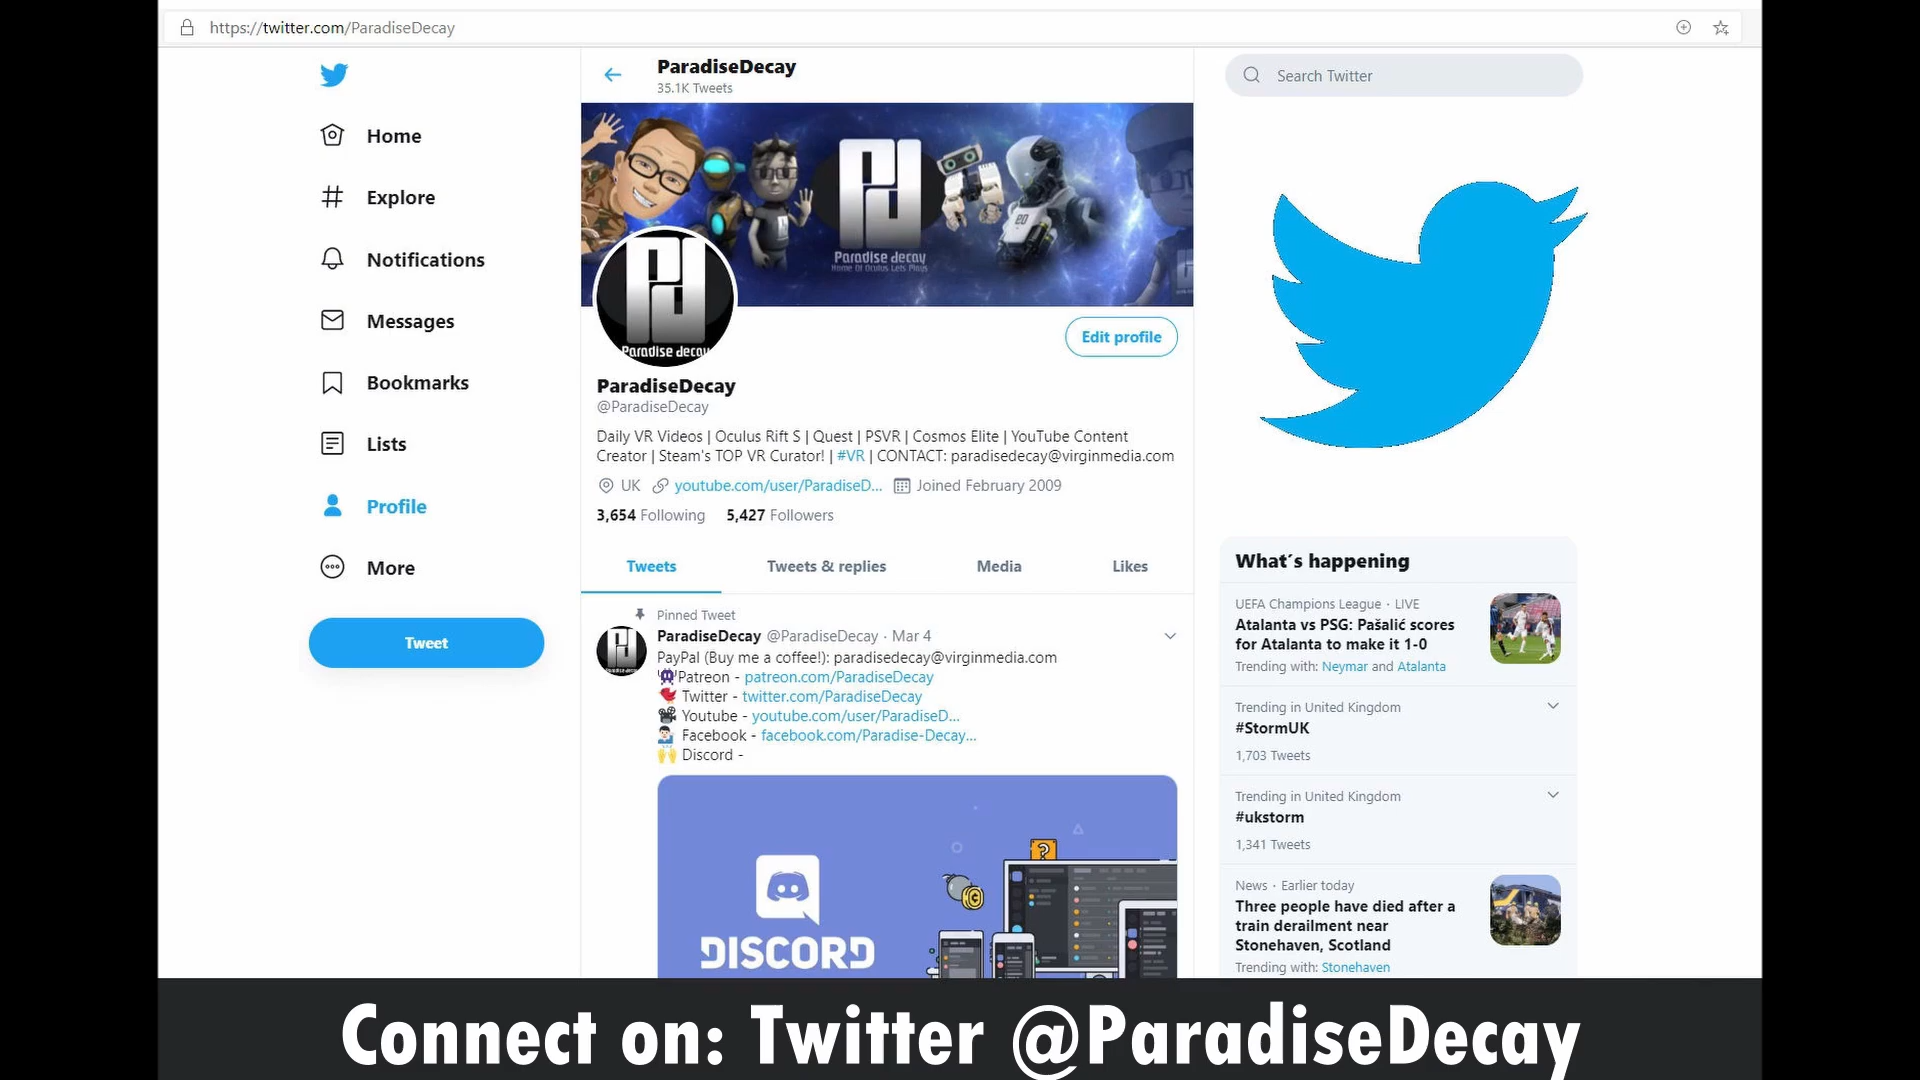 https://twitter.com/ParadiseDecay
ParadiseDecay
35.1K Tweets
Search Twitter
Home
Explore
Notifications
Messages
Bookmarks
Lists
Profile
More
Tweet
Paradise decay
Home Of Oculus Lets Plays
Paradise decay
Edit profile
ParadiseDecay
@ParadiseDecay
Daily VR Videos | Oculus Rift S | Quest | PSVR | Cosmos Elite | YouTube Content
Creator | Steam's TOP VR Curator! | #VR | CONTACT: paradisedecay@virginmedia.com
UK youtube.com/user/ParadiseD... Joined February 2009
3,654 Following 5,427 Followers
Tweets Tweets & replies Media Likes
Pinned Tweet
ParadiseDecay @ParadiseDecay · Mar 4
PayPal (Buy me a coffee!): paradisedecay@virginmedia.com
Patreon - patreon.com/ParadiseDecay
Twitter - twitter.com/ParadiseDecay
Youtube - youtube.com/user/ParadiseD...
Facebook - facebook.com/Paradise-Decay...
Discord -
DISCORD
What´s happening
UEFA Champions League · LIVE
Atalanta vs PSG: Pašalić scores
for Atalanta to make it 1-0
Trending with: Neymar and Atalanta
Trending in United Kingdom
#StormUK
1,703 Tweets
Trending in United Kingdom
#ukstorm
1,341 Tweets
News · Earlier today
Three people have died after a
train derailment near
Stonehaven, Scotland
Trending with: Stonehaven
Connect on: Twitter @ParadiseDecay